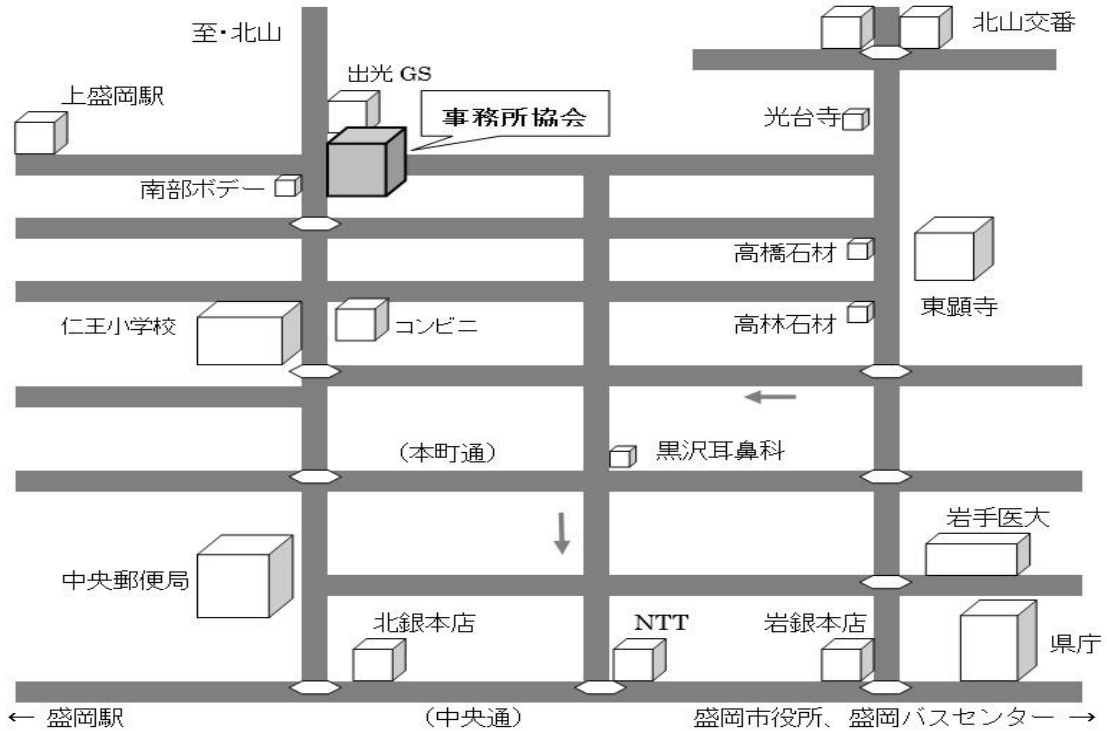 至・北山
北山交番
出光 GS
上盛岡駅
事務所協会
光台寺
南部ボデー
高橋石材
東顕寺
仁王小学校
コンビニ
高林石材
（本町通）
黒沢耳鼻科
岩手医大
中央郵便局
北銀本店
NTT
岩銀本店
県庁
← 盛岡駅
（中央通）
盛岡市役所、盛岡バスセンター →